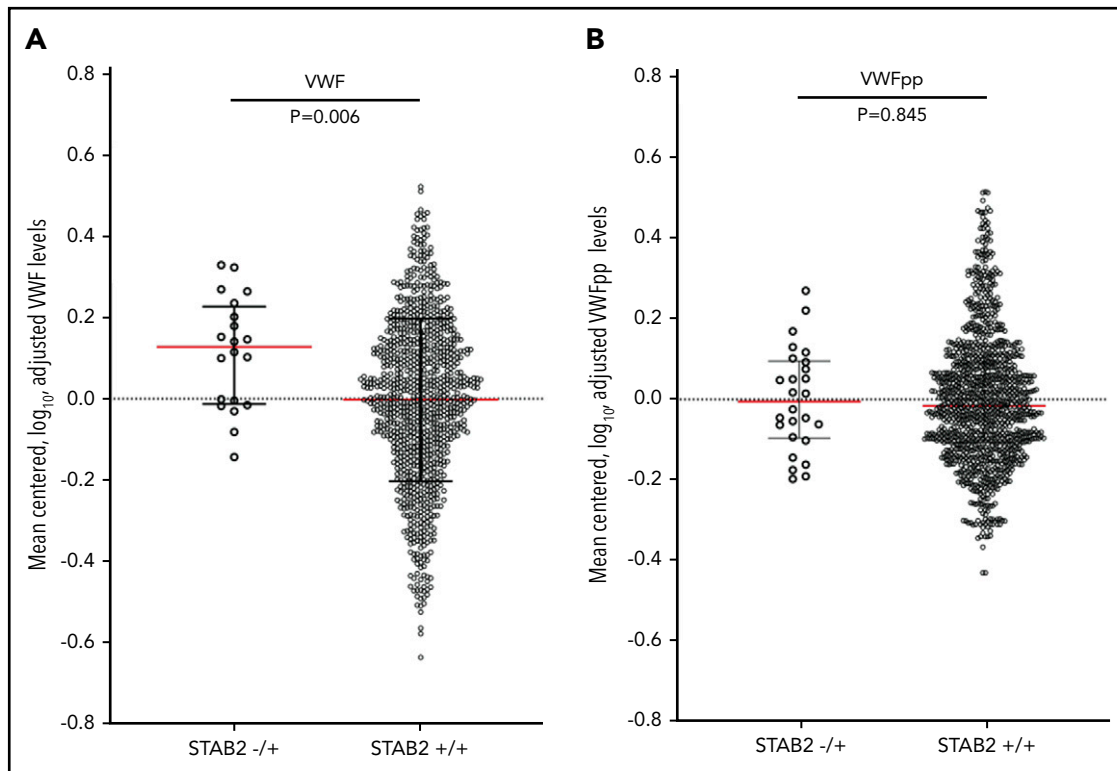 A
VWF
P=0.006
Mean centered, log₁₀, adjusted VWF levels
0.8
0.6
0.4
0.2
0.0
-0.2
-0.4
-0.6
-0.8
STAB2 -/+ STAB2 +/+
B
VWFpp
P=0.845
Mean centered, log₁₀, adjusted VWFpp levels
0.8
0.6
0.4
0.2
0.0
-0.2
-0.4
-0.6
-0.8
STAB2 -/+ STAB2 +/+